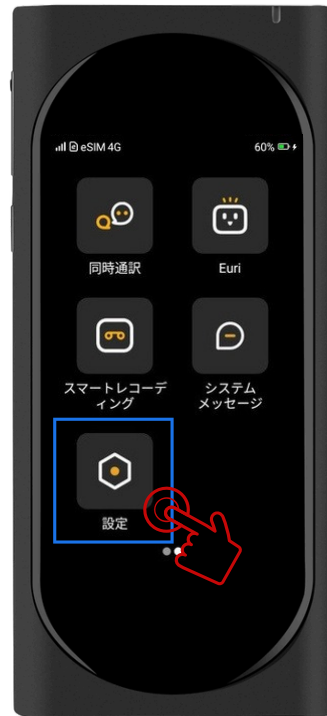 eSIM 4G 60%
同時通訳 Euri
スマートレコーデ システム
ィング メッセージ
設定